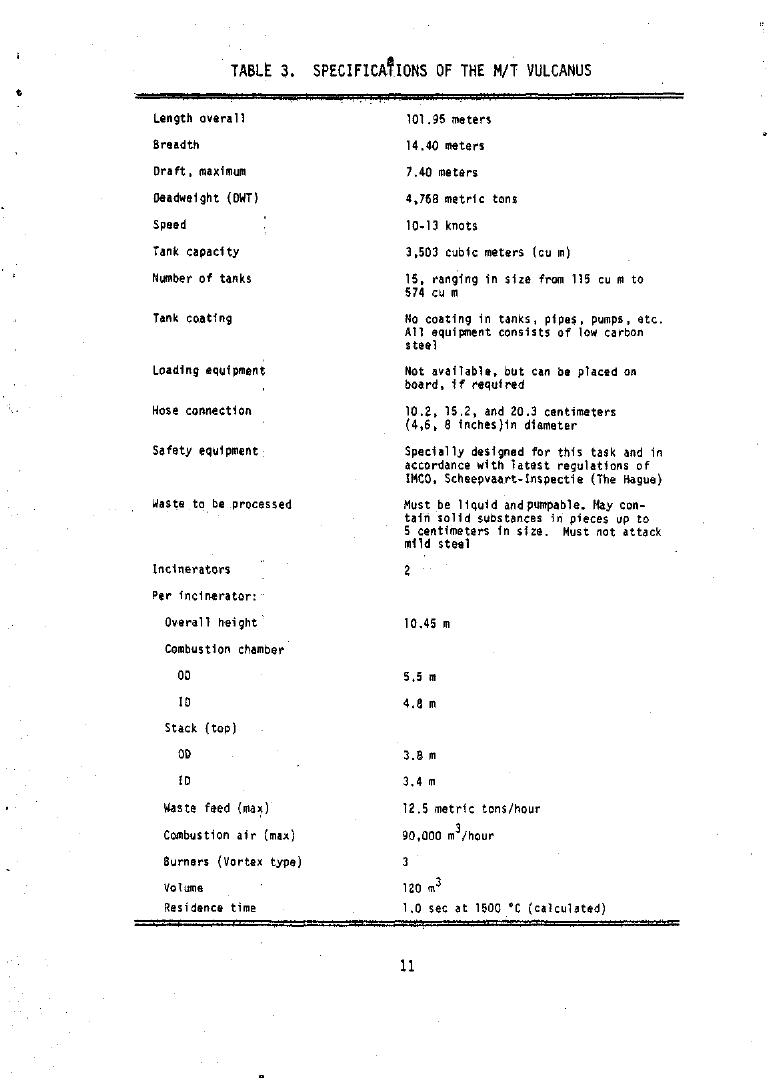 TABLE 3. SPECIFICATIONS OF THE M/T VULCANUS
Length overall 101.95 meters
Breadth 14.40 meters
Draft, maximum 7.40 meters
Deadweight (DWT) 4,768 metric tons
Speed 10-13 knots
Tank capacity 3,503 cubic meters (cu m)
Number of tanks 15, ranging in size from 115 cu m to
574 cu m
Tank coating No coating in tanks, pipes, pumps, etc.
All equipment consists of low carbon
steel
Loading equipment Not available, but can be placed on
board, if required
Hose connection 10.2, 15.2, and 20.3 centimeters
(4,6, 8 inches)in diameter
Safety equipment Specially designed for this task and in
accordance with latest regulations of
IMCO, Scheepvaart-Inspectie (The Hague)
Waste to be processed Must be liquid and pumpable. May con-
tain solid substances in pieces up to
5 centimeters in size. Must not attack
mild steel
Incinerators 2
Per incinerator:
Overall height 10.45 m
Combustion chamber
OD 5.5 m
ID 4.8 m
Stack (top)
OD 3.8 m
ID 3.4 m
Waste feed (max) 12.5 metric tons/hour
Combustion air (max) 90,000 m³/hour
Burners (Vortex type) 3
Volume 120 m³
Residence time 1.0 sec at 1500 °C (calculated)
11